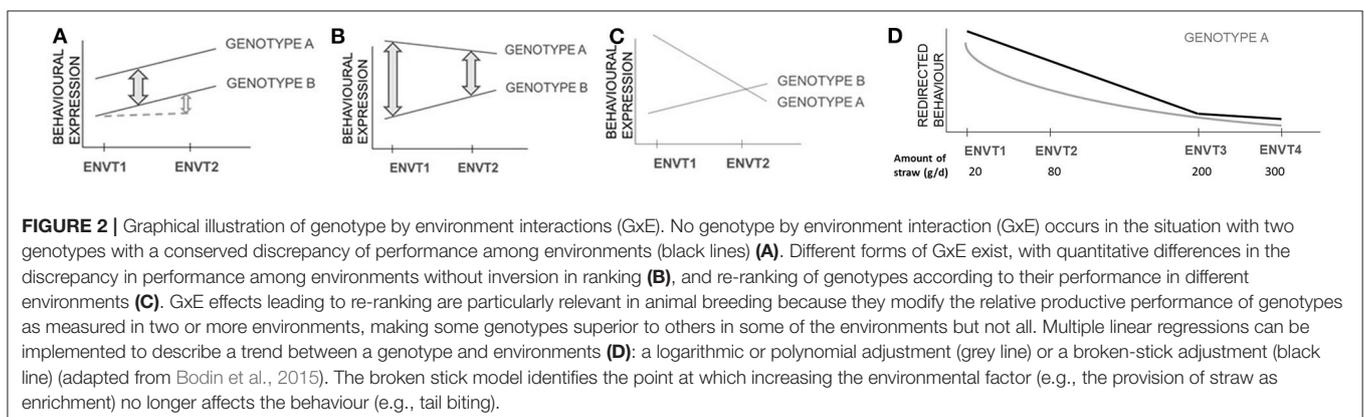 A
BEHAVIOURAL
EXPRESSION
GENOTYPE A
GENOTYPE B
ENVT1
ENVT2
B
BEHAVIOURAL
EXPRESSION
GENOTYPE A
GENOTYPE B
ENVT1
ENVT2
C
BEHAVIOURAL
EXPRESSION
GENOTYPE B
GENOTYPE A
ENVT1
ENVT2
D
REDIRECTED
BEHAVIOUR
GENOTYPE A
ENVT1 ENVT2 ENVT3 ENVT4
Amount of
straw (g/d) 20 80 200 300
FIGURE 2 | Graphical illustration of genotype by environment interactions (GxE). No genotype by environment interaction (GxE) occurs in the situation with two
genotypes with a conserved discrepancy of performance among environments (black lines) (A). Different forms of GxE exist, with quantitative differences in the
discrepancy in performance among environments without inversion in ranking (B), and re-ranking of genotypes according to their performance in different
environments (C). GxE effects leading to re-ranking are particularly relevant in animal breeding because they modify the relative productive performance of genotypes
as measured in two or more environments, making some genotypes superior to others in some of the environments but not all. Multiple linear regressions can be
implemented to describe a trend between a genotype and environments (D): a logarithmic or polynomial adjustment (grey line) or a broken-stick adjustment (black
line) (adapted from Bodin et al., 2015). The broken stick model identifies the point at which increasing the environmental factor (e.g., the provision of straw as
enrichment) no longer affects the behaviour (e.g., tail biting).